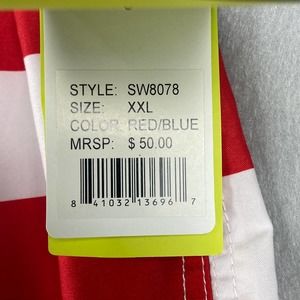 STYLE: SW8078
SIZE: XXL
COLOR RED/BLUE
MRSP: $ 50.00
8 41032 13696 7